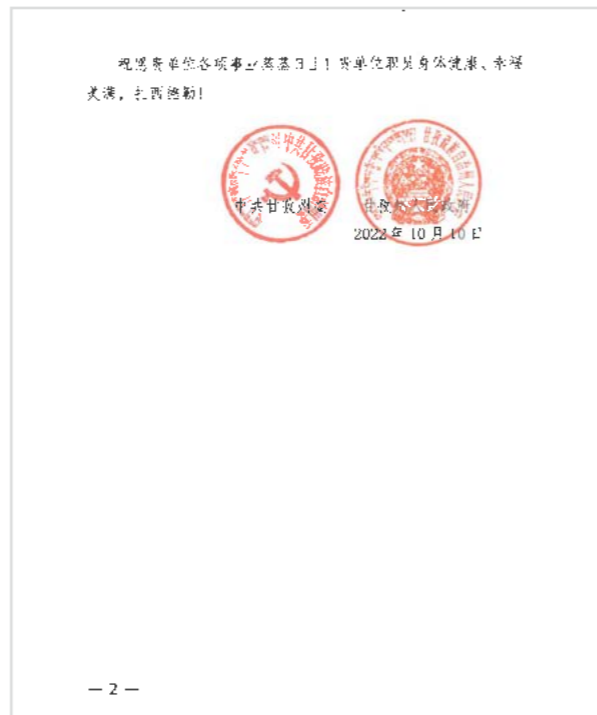 祝愿贵单位各项事业蒸蒸日上！贵单位职员身体健康、幸福
美满，扎西德勒！
中共甘孜州委 甘孜州人民政府
2022年10月10日
— 2 —